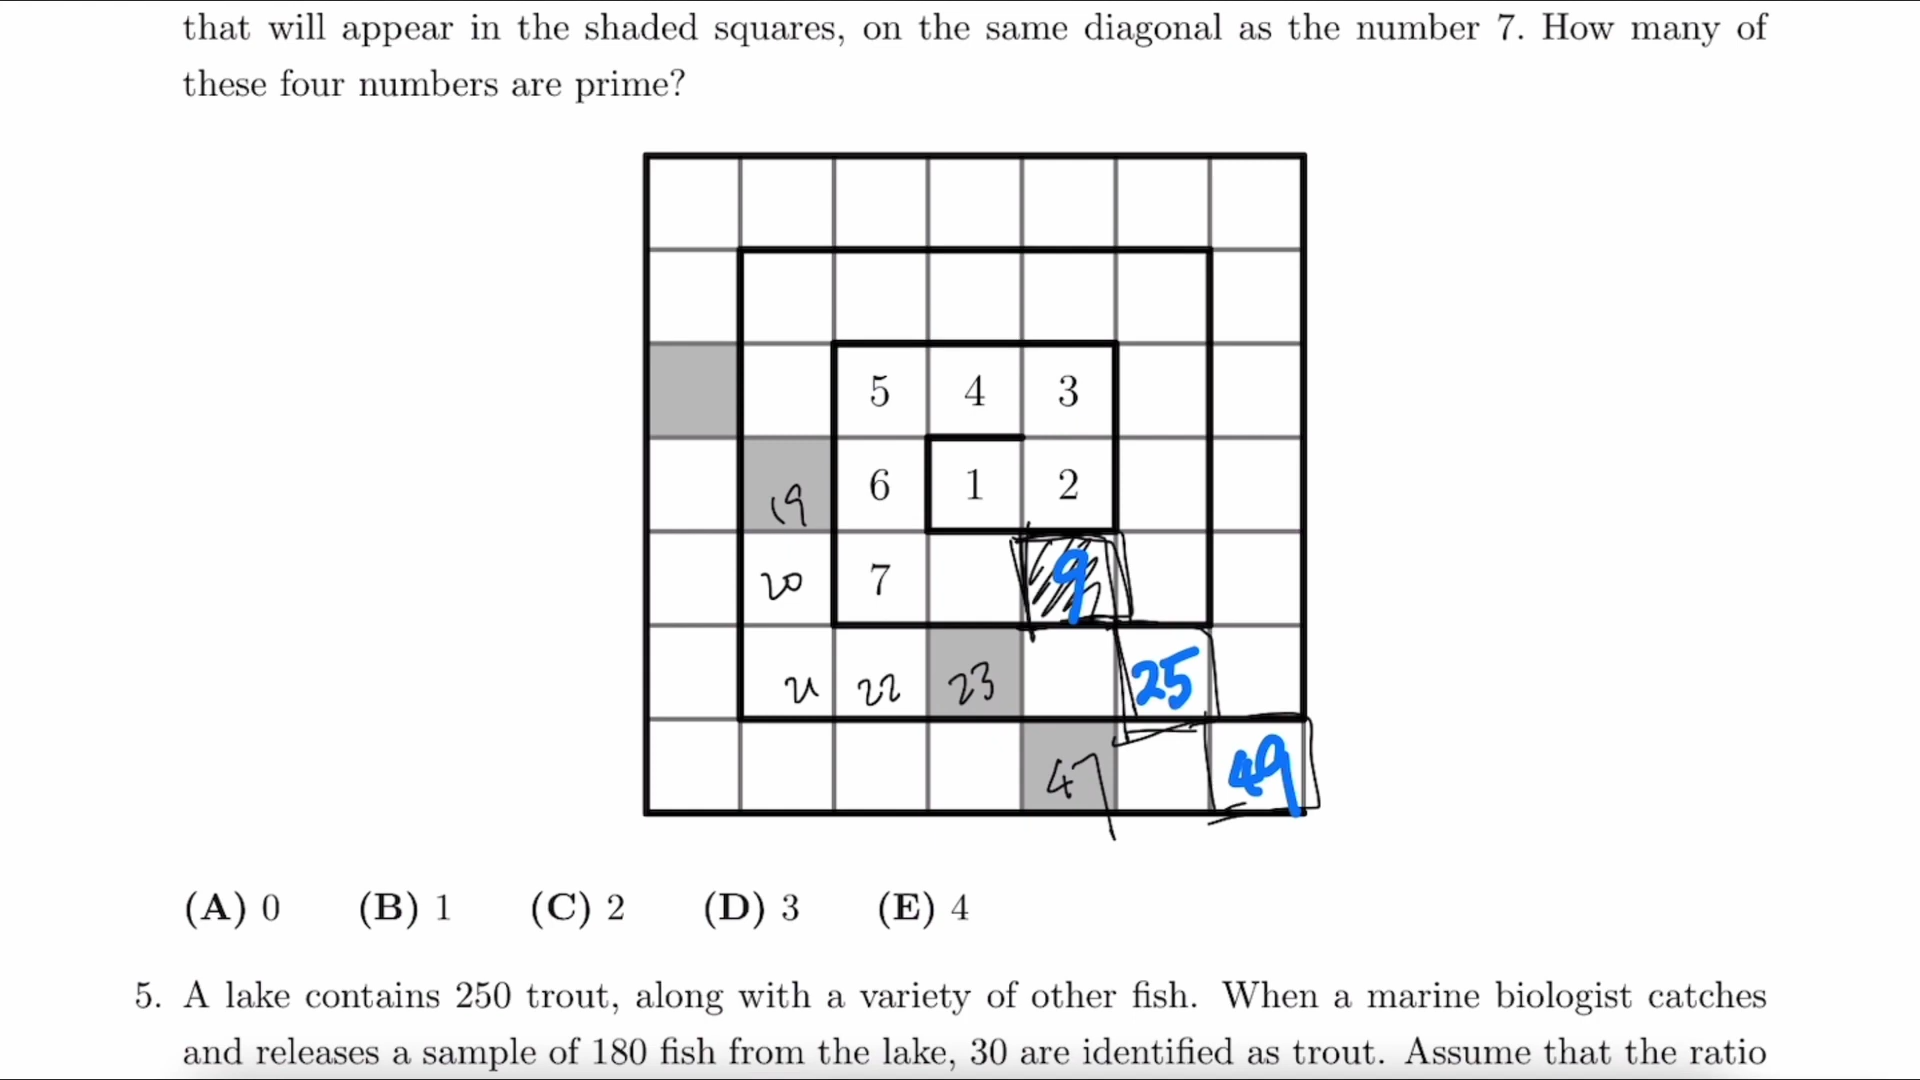 that will appear in the shaded squares, on the same diagonal as the number 7. How many of
these four numbers are prime?
5 4 3
19 6 1 2
20 7 9
21 22 23 25
47 49
(A) 0 (B) 1 (C) 2 (D) 3 (E) 4
5. A lake contains 250 trout, along with a variety of other fish. When a marine biologist catches
and releases a sample of 180 fish from the lake, 30 are identified as trout. Assume that the ratio